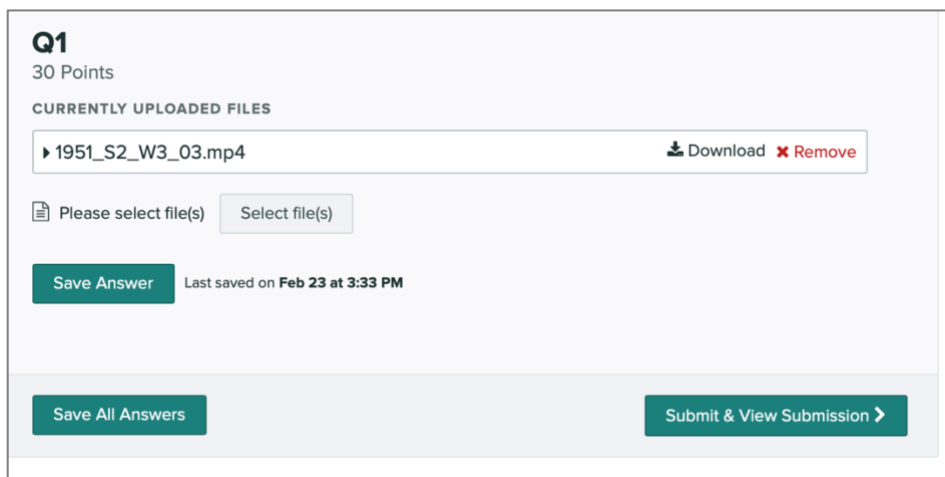 Q1
30 Points
CURRENTLY UPLOADED FILES
1951_S2_W3_03.mp4 Download Remove
Please select file(s) Select file(s)
Save Answer Last saved on Feb 23 at 3:33 PM
Save All Answers Submit & View Submission